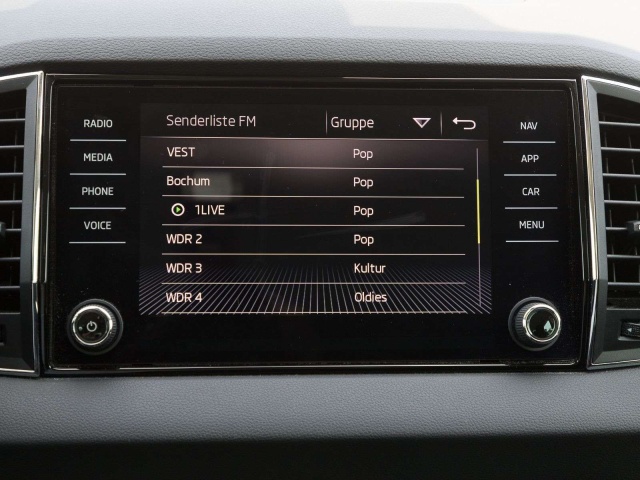 RADIO
MEDIA
PHONE
VOICE
Senderliste FM Gruppe
VEST Pop
Bochum Pop
1LIVE Pop
WDR 2 Pop
WDR 3 Kultur
WDR 4 Oldies
NAV
APP
CAR
MENU